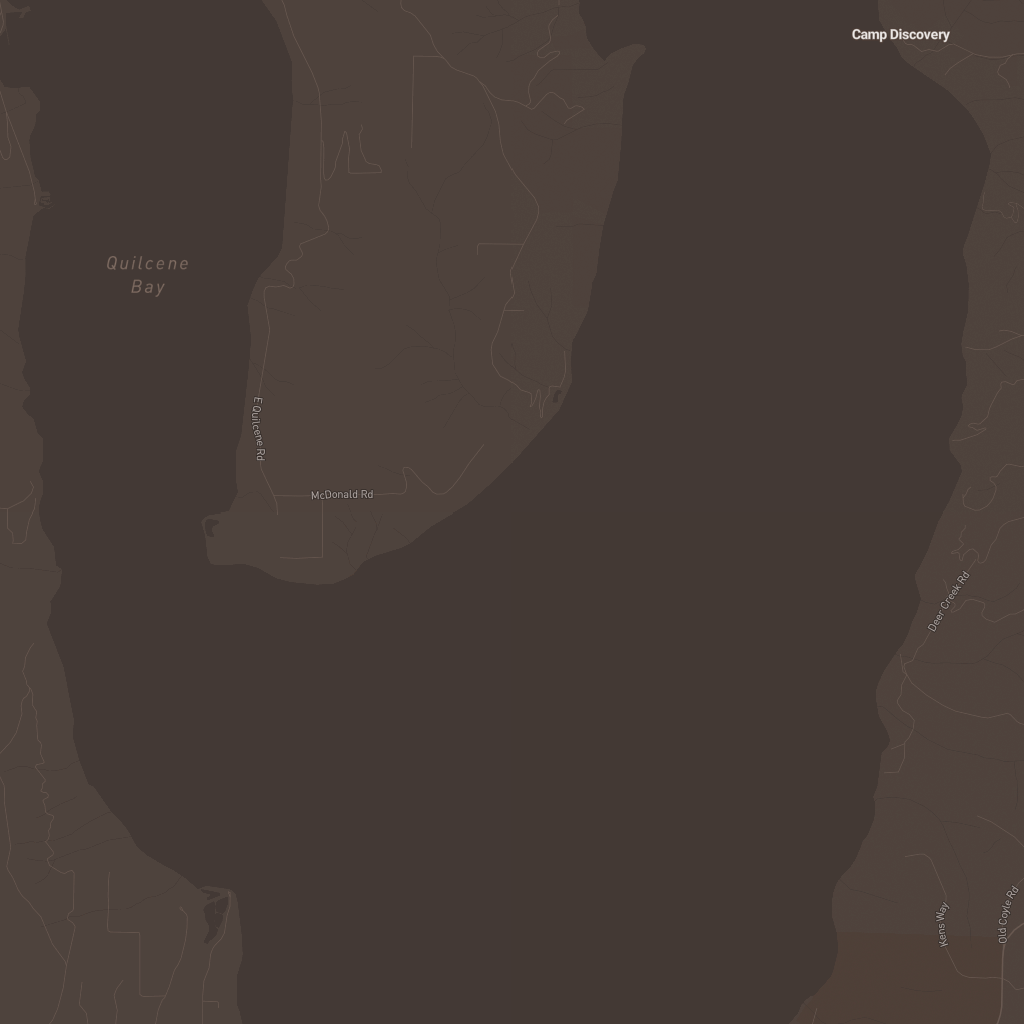 Camp Discovery
Quilcene
Bay
E Quilcene Rd
McDonald Rd
Deer Creek Rd
Kens Way
Old Coyle Rd